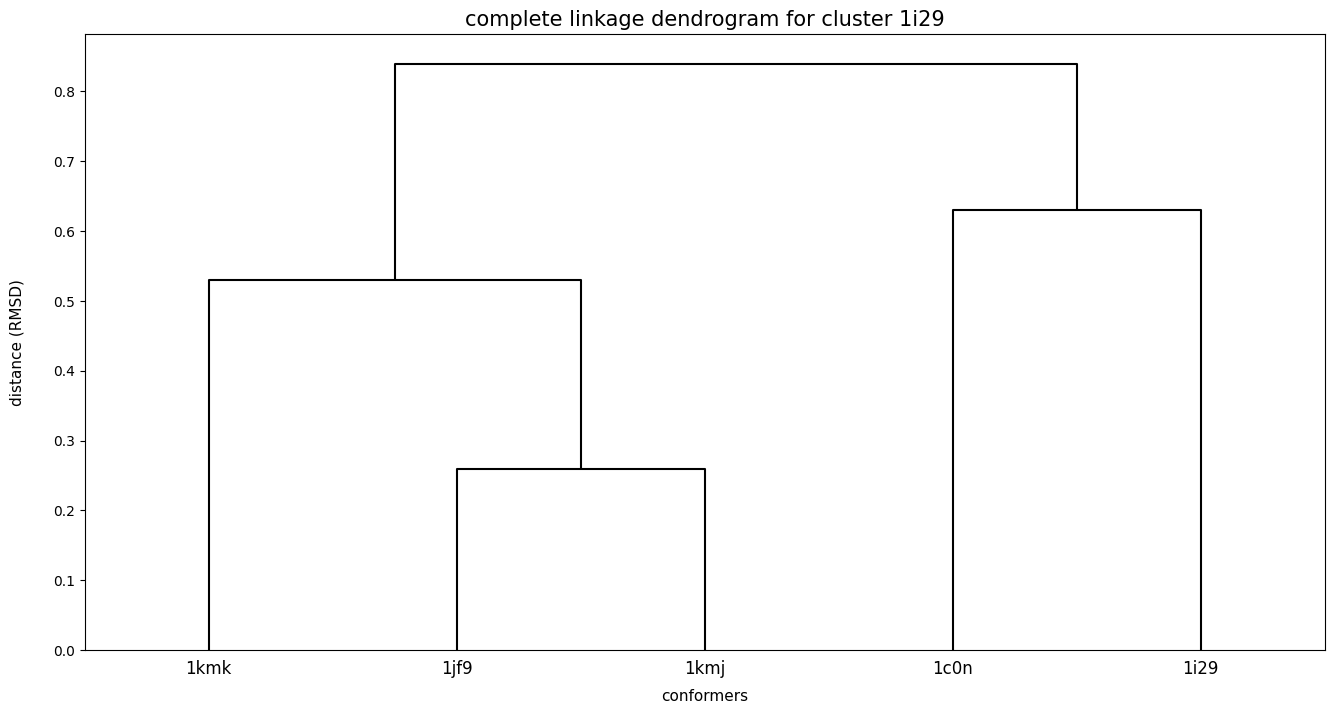 complete linkage dendrogram for cluster 1i29
0.8
0.7
0.6
0.5
0.4
0.3
0.2
0.1
0.0
distance (RMSD)
1kmk 1jf9 1kmj 1c0n 1i29
conformers